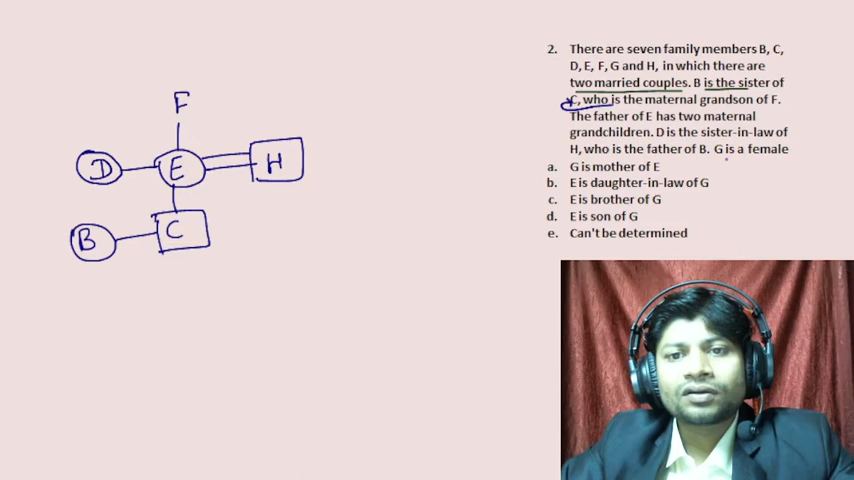 F
D
E
H
B
C
2. There are seven family members B, C,
D, E, F, G and H, in which there are
two married couples. B is the sister of
C, who is the maternal grandson of F.
The father of E has two maternal
grandchildren. D is the sister-in-law of
H, who is the father of B. G is a female
a. G is mother of E
b. E is daughter-in-law of G
c. E is brother of G
d. E is son of G
e. Can't be determined